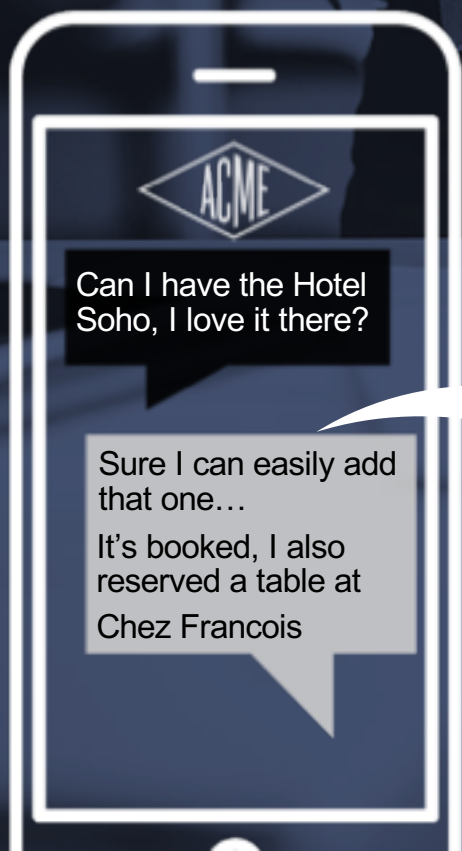 ACME
Can I have the Hotel
Soho, I love it there?
Sure I can easily add
that one…
It’s booked, I also
reserved a table at
Chez Francois